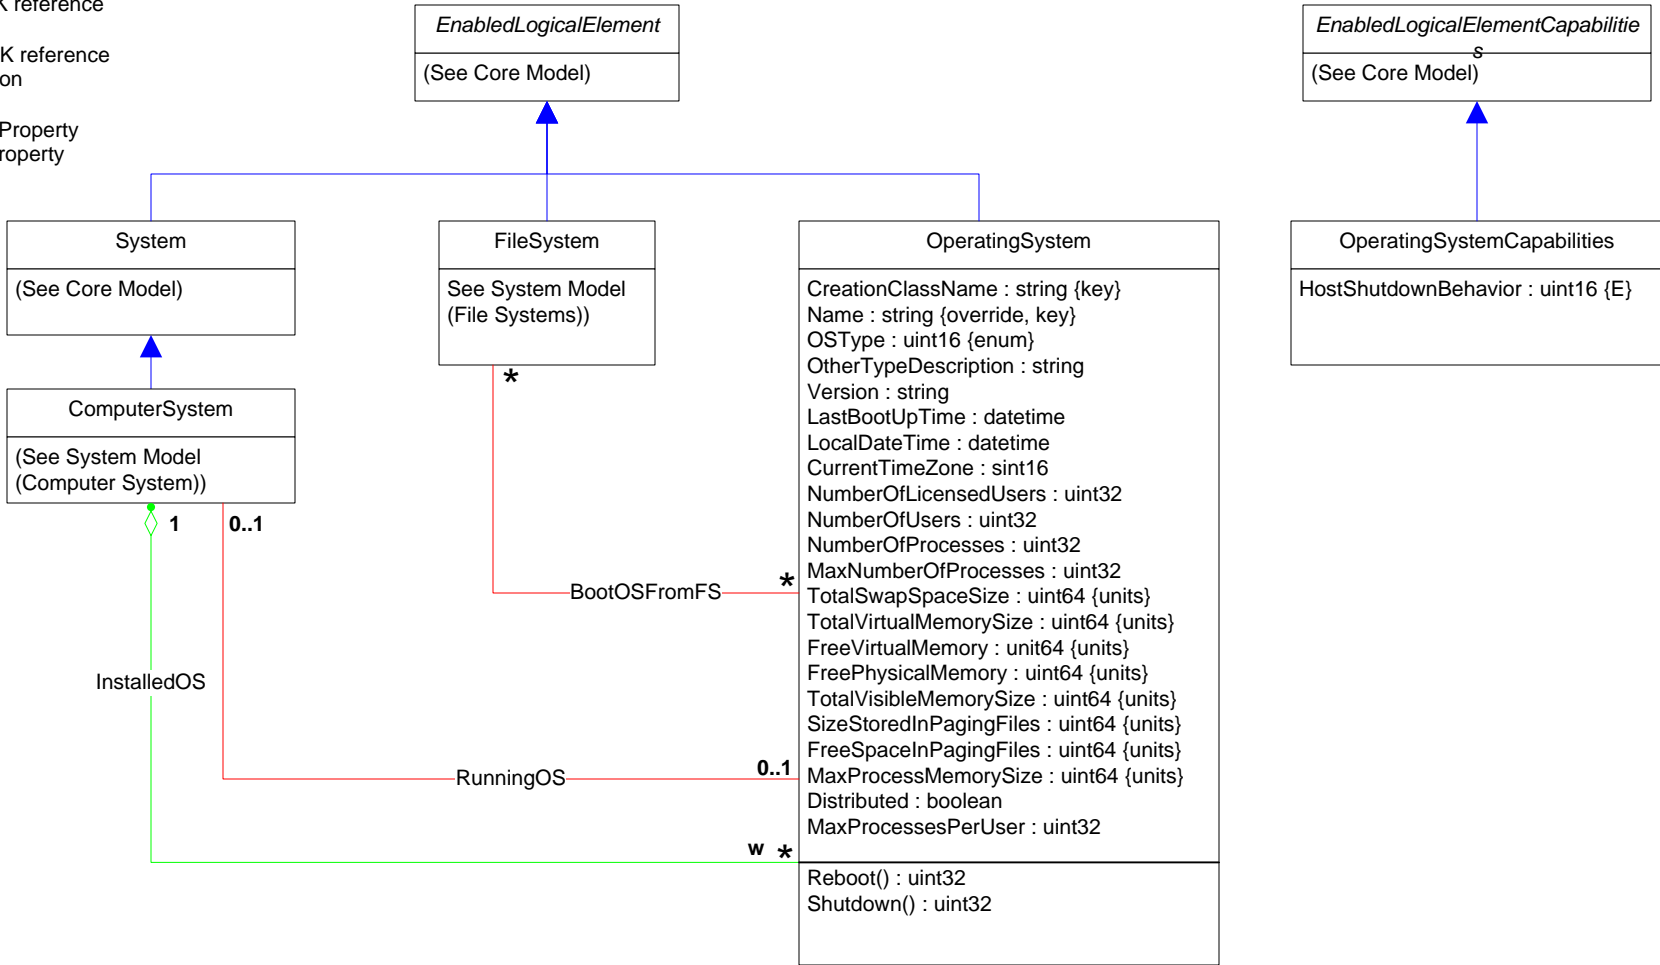 K reference
K reference
on
Property
roperty
EnabledLogicalElement
(See Core Model)
EnabledLogicalElementCapabilitie
s
(See Core Model)
System
(See Core Model)
FileSystem
See System Model
(File Systems))
OperatingSystem
CreationClassName : string {key}
Name : string {override, key}
OSType : uint16 {enum}
OtherTypeDescription : string
Version : string
LastBootUpTime : datetime
LocalDateTime : datetime
CurrentTimeZone : sint16
NumberOfLicensedUsers : uint32
NumberOfUsers : uint32
NumberOfProcesses : uint32
MaxNumberOfProcesses : uint32
TotalSwapSpaceSize : uint64 {units}
TotalVirtualMemorySize : uint64 {units}
FreeVirtualMemory : unit64 {units}
FreePhysicalMemory : uint64 {units}
TotalVisibleMemorySize : uint64 {units}
SizeStoredInPagingFiles : uint64 {units}
FreeSpaceInPagingFiles : uint64 {units}
MaxProcessMemorySize : uint64 {units}
Distributed : boolean
MaxProcessesPerUser : uint32
Reboot() : uint32
Shutdown() : uint32
OperatingSystemCapabilities
HostShutdownBehavior : uint16 {E}
ComputerSystem
(See System Model
(Computer System))
1
0..1
*
BootOSFromFS
*
InstalledOS
RunningOS
0..1
w *